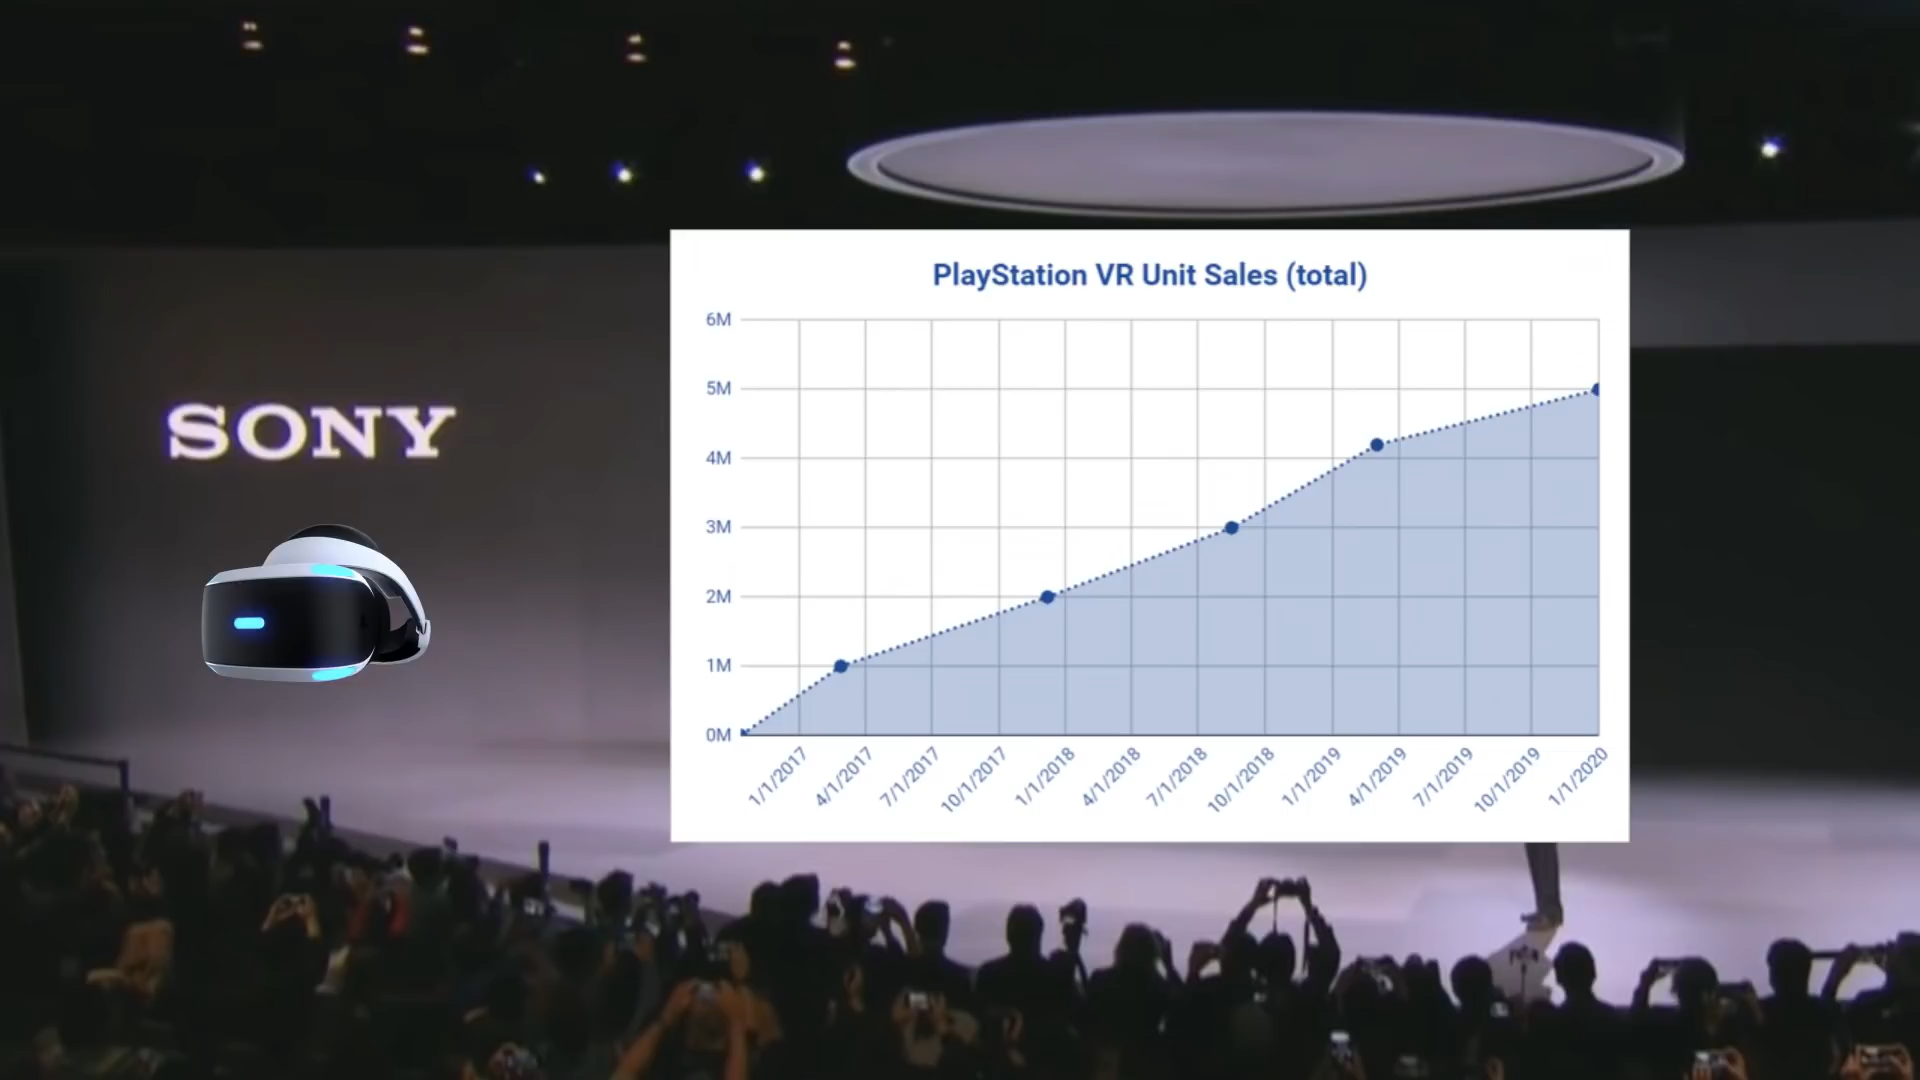 SONY
PlayStation VR Unit Sales (total)
6M
5M
4M
3M
2M
1M
0M
1/1/2017
4/1/2017
7/1/2017
10/1/2017
1/1/2018
4/1/2018
7/1/2018
10/1/2018
1/1/2019
4/1/2019
7/1/2019
10/1/2019
1/1/2020